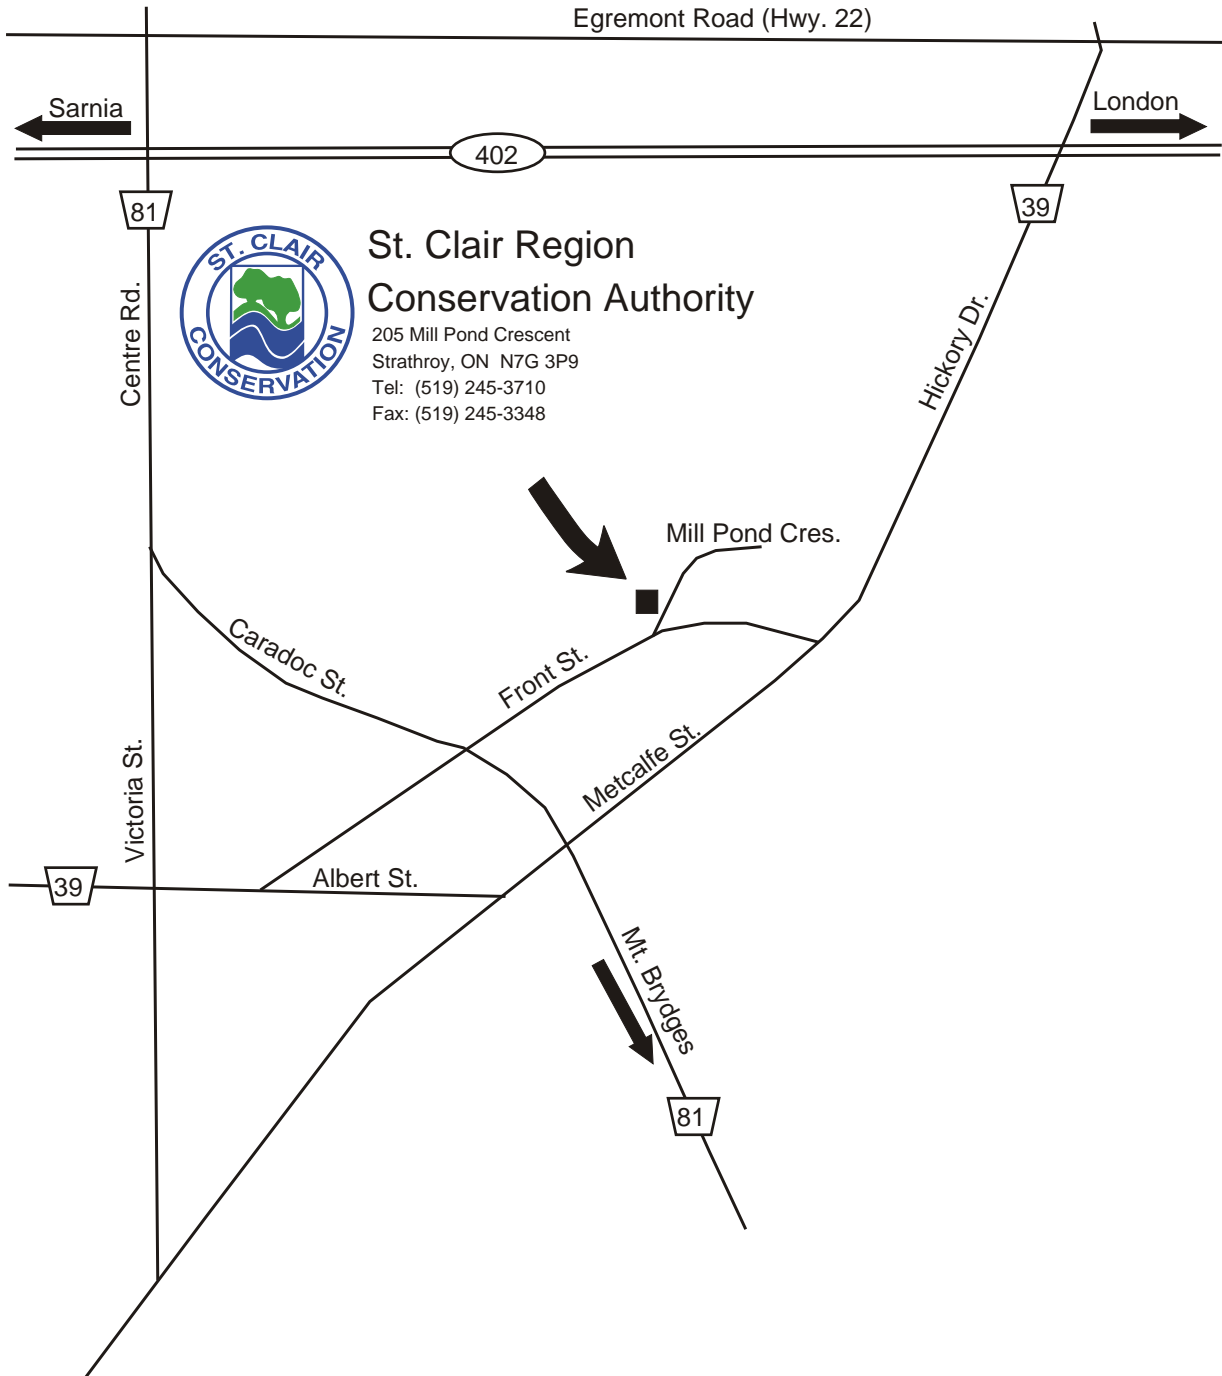 Egremont Road (Hwy. 22)
Sarnia
London
402
81
39
ST. CLAIR
CONSERVATION
St. Clair Region
Conservation Authority
205 Mill Pond Crescent
Strathroy, ON  N7G 3P9
Tel:  (519) 245-3710
Fax: (519) 245-3348
Centre Rd.
Hickory Dr.
Mill Pond Cres.
Caradoc St.
Front St.
Metcalfe St.
Victoria St.
39
Albert St.
Mt. Brydges
81